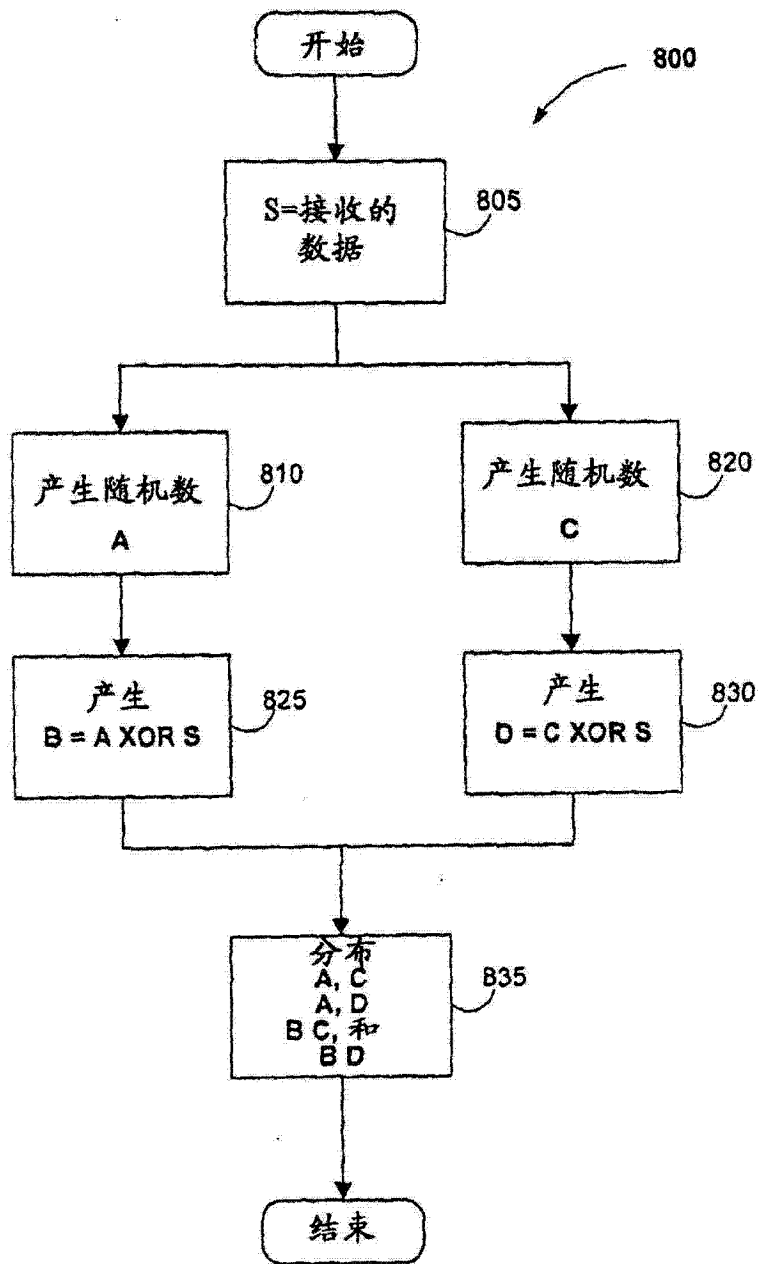 开始
800
S=接收的
数据
805
产生随机数
A
810
产生随机数
C
820
产生
B = A XOR S
825
产生
D = C XOR S
830
分布
A, C
A, D
B C, 和
B D
835
结束